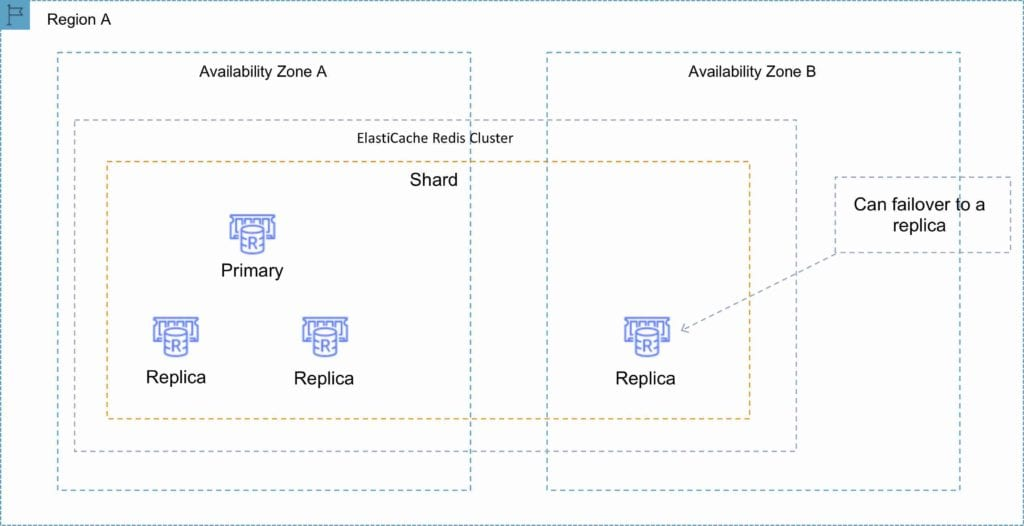 Region A
Availability Zone A
Availability Zone B
ElastiCache Redis Cluster
Shard
Can failover to a
replica
R
Primary
R
R
R
Replica
Replica
Replica